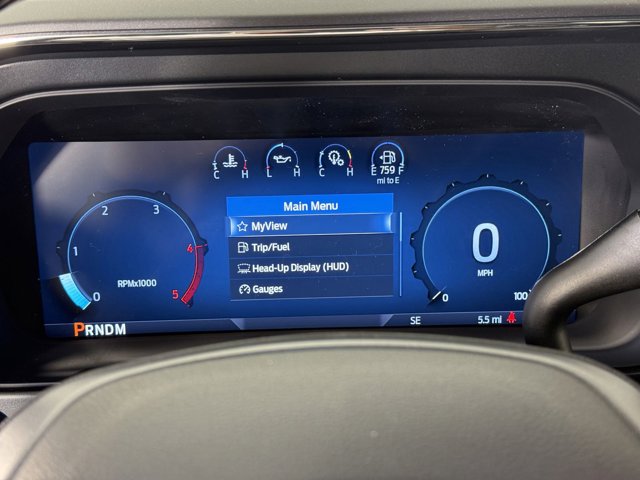 C H L H C H E 759 F
mi to E
Main Menu
MyView
Trip/Fuel
Head-Up Display (HUD)
Gauges
0 1 2 3 4 5
RPMx1000
0
MPH
0 100
PRNDM
SE 5.5 mi